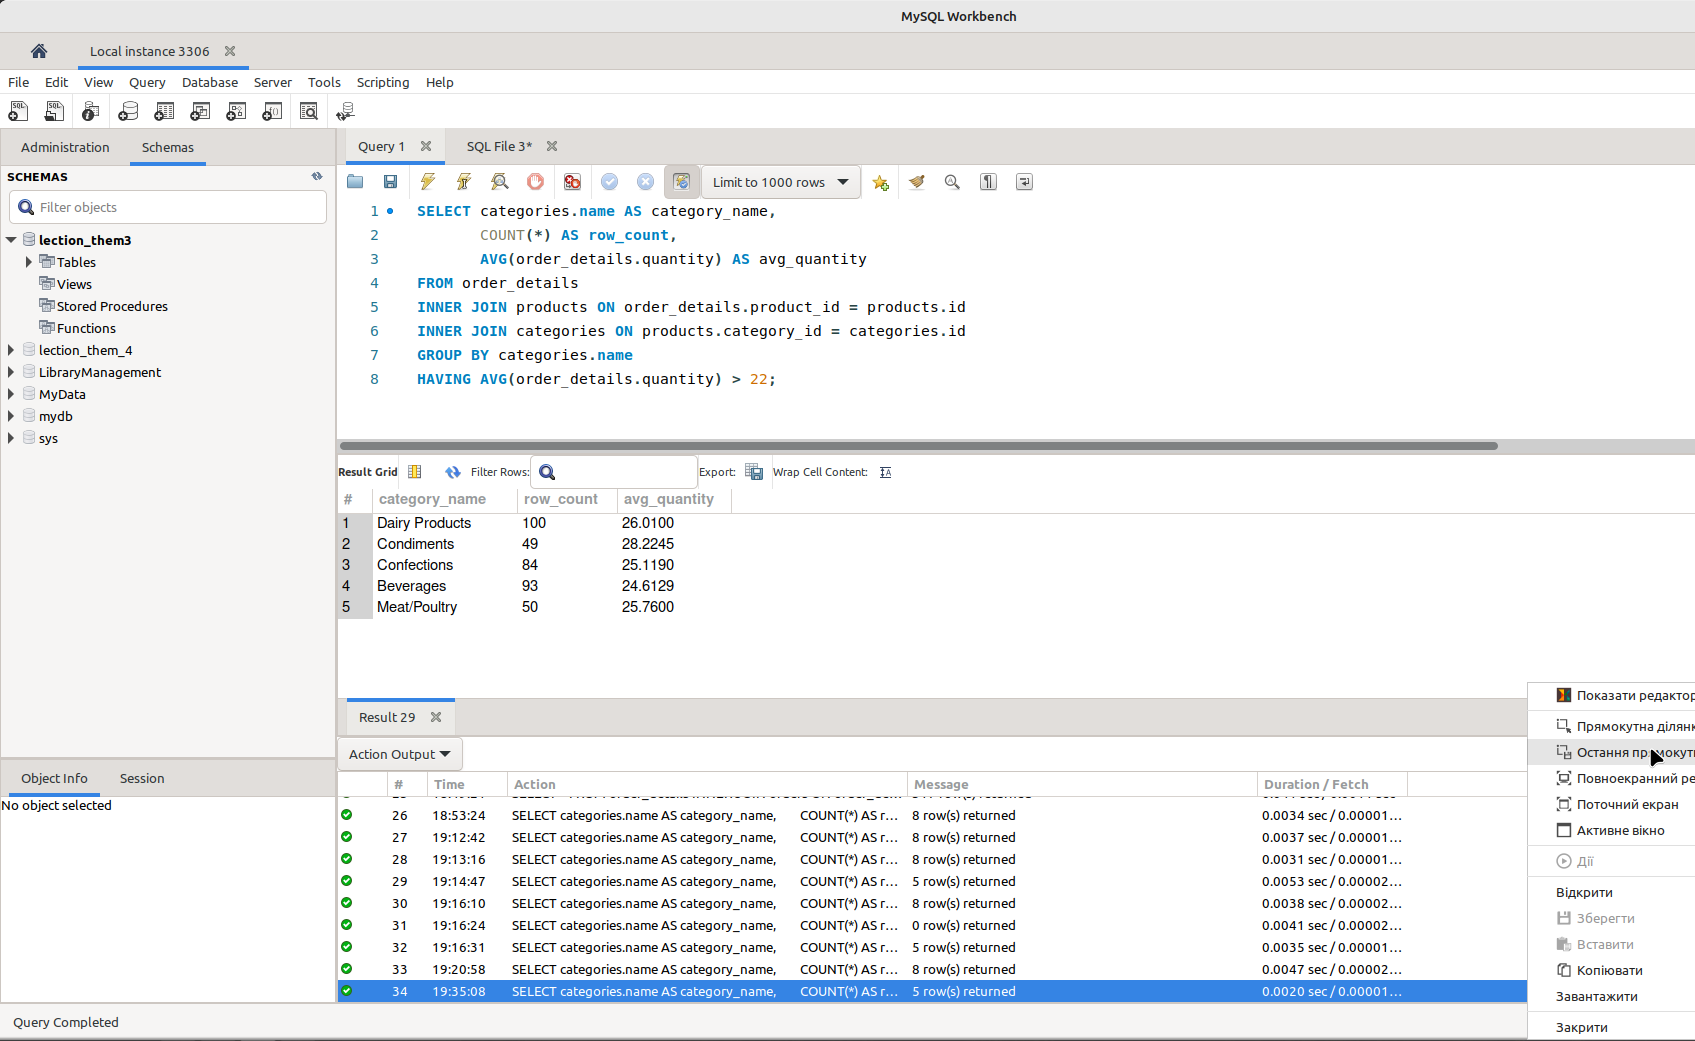 MySQL Workbench
Local instance 3306
File Edit View Query Database Server Tools Scripting Help
Administration Schemas
Query 1 SQL File 3*
SCHEMAS
Limit to 1000 rows
Filter objects
lection_them3
Tables
Views
Stored Procedures
Functions
lection_them_4
LibraryManagement
MyData
mydb
sys
1 SELECT categories.name AS category_name,
2 COUNT(*) AS row_count,
3 AVG(order_details.quantity) AS avg_quantity
4 FROM order_details
5 INNER JOIN products ON order_details.product_id = products.id
6 INNER JOIN categories ON products.category_id = categories.id
7 GROUP BY categories.name
8 HAVING AVG(order_details.quantity) > 22;
Result Grid Filter Rows: Export: Wrap Cell Content:
# category_name row_count avg_quantity
1 Dairy Products 100 26.0100
2 Condiments 49 28.2245
3 Confections 84 25.1190
4 Beverages 93 24.6129
5 Meat/Poultry 50 25.7600
Result 29
Action Output
# Time Action Message Duration / Fetch
26 18:53:24 SELECT categories.name AS category_name, COUNT(*) AS r... 8 row(s) returned 0.0034 sec / 0.00001...
27 19:12:42 SELECT categories.name AS category_name, COUNT(*) AS r... 8 row(s) returned 0.0037 sec / 0.00001...
28 19:13:16 SELECT categories.name AS category_name, COUNT(*) AS r... 8 row(s) returned 0.0031 sec / 0.00001...
29 19:14:47 SELECT categories.name AS category_name, COUNT(*) AS r... 5 row(s) returned 0.0053 sec / 0.00002...
30 19:16:10 SELECT categories.name AS category_name, COUNT(*) AS r... 8 row(s) returned 0.0038 sec / 0.00002...
31 19:16:24 SELECT categories.name AS category_name, COUNT(*) AS r... 0 row(s) returned 0.0041 sec / 0.00002...
32 19:16:31 SELECT categories.name AS category_name, COUNT(*) AS r... 5 row(s) returned 0.0035 sec / 0.00001...
33 19:20:58 SELECT categories.name AS category_name, COUNT(*) AS r... 8 row(s) returned 0.0047 sec / 0.00002...
34 19:35:08 SELECT categories.name AS category_name, COUNT(*) AS r... 5 row(s) returned 0.0020 sec / 0.00001...
Object Info Session
No object selected
Query Completed
Показати редактор
Прямокутна ділянк
Остання
Повноекранний ре
Поточний екран
Активне вікно
Дії
Відкрити
Зберегти
Вставити
Копіювати
Завантажити
Закрити